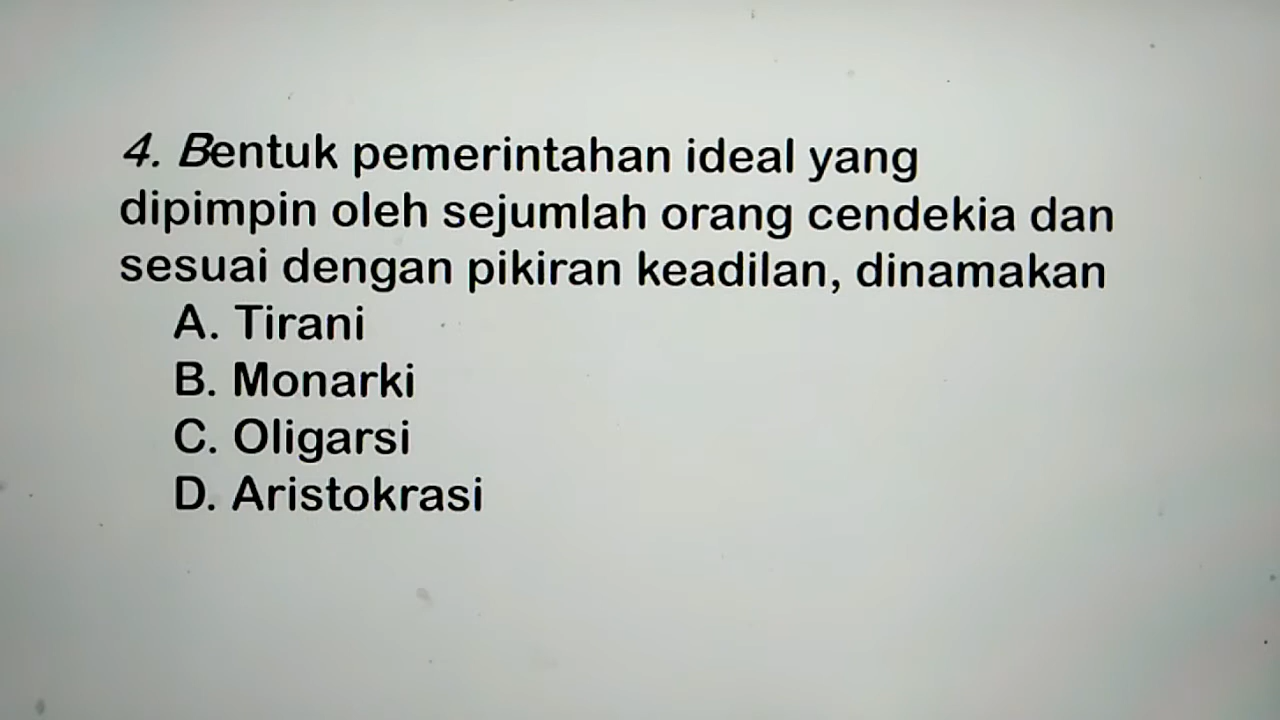 4. Bentuk pemerintahan ideal yang
dipimpin oleh sejumlah orang cendekia dan
sesuai dengan pikiran keadilan, dinamakan
A. Tirani
B. Monarki
C. Oligarsi
D. Aristokrasi